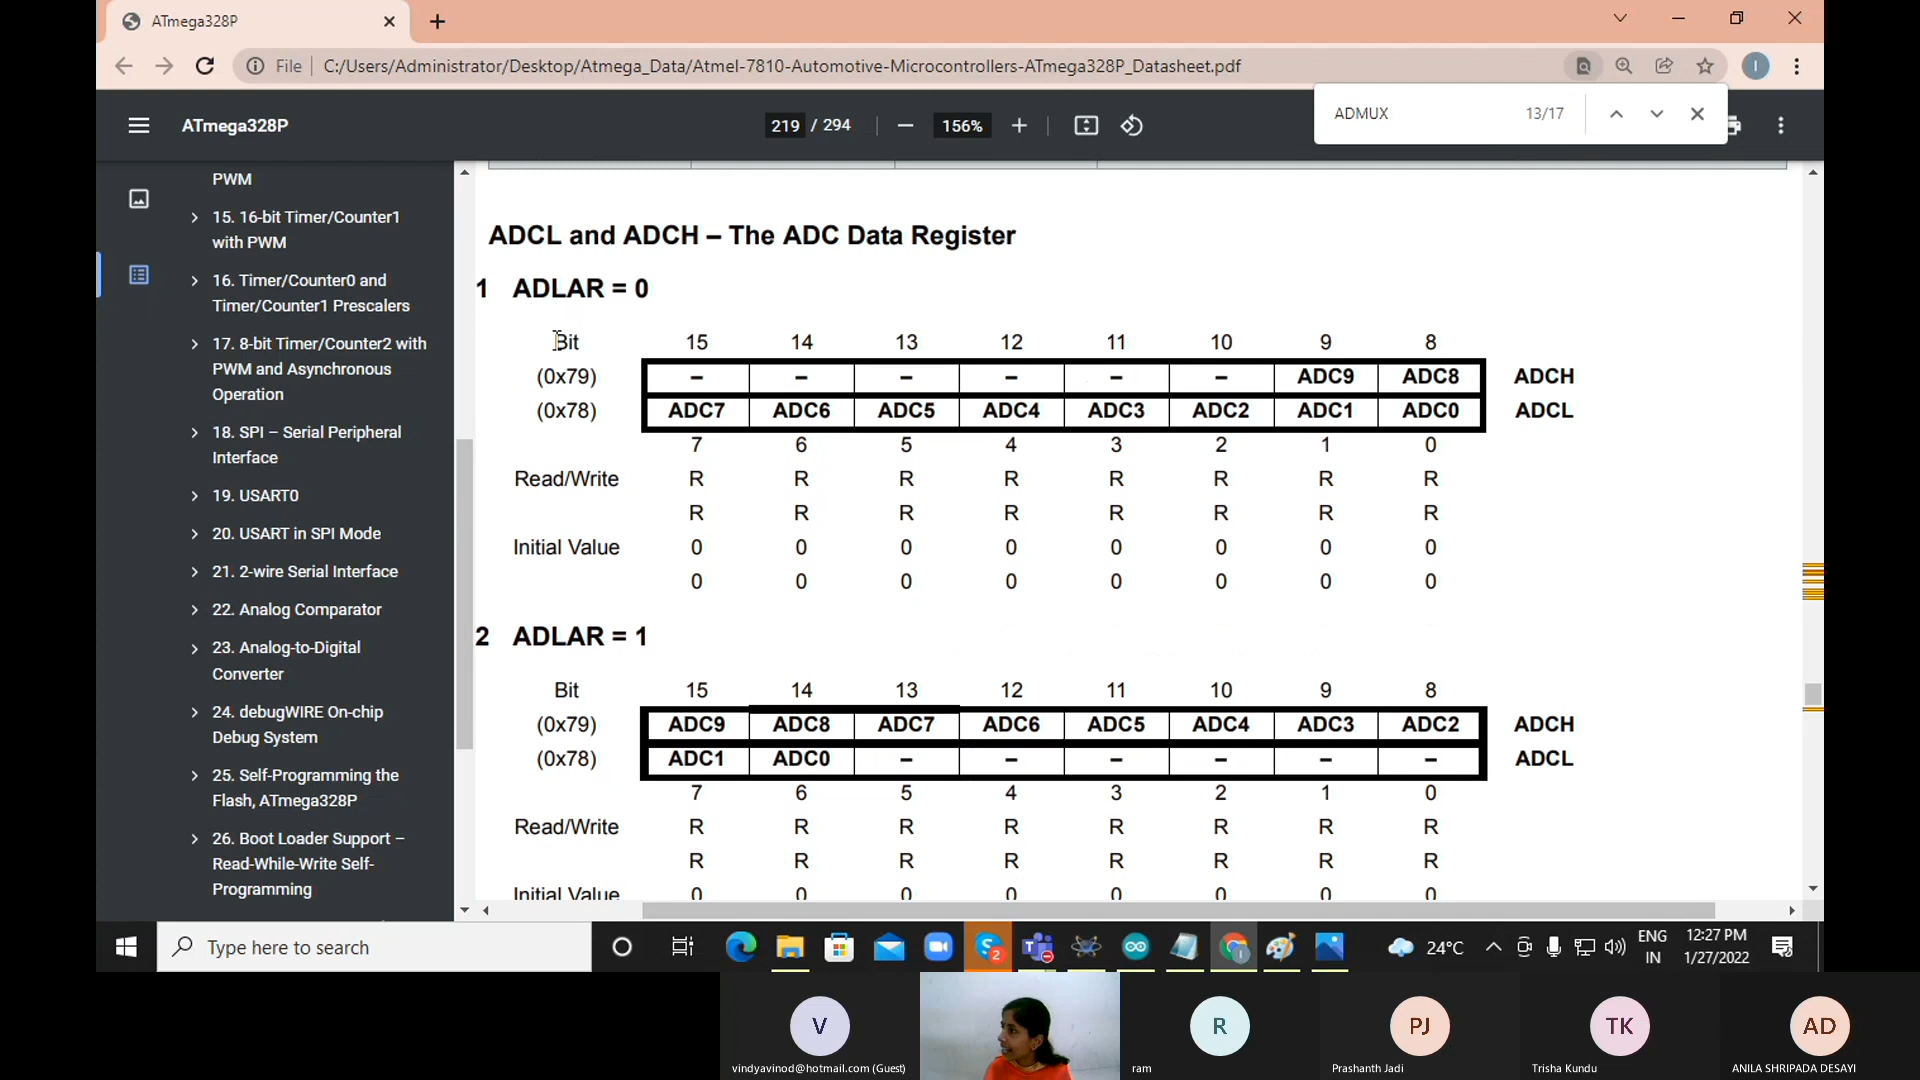 ATmega328P
File
C:/Users/Administrator/Desktop/Atmega_Data/Atmel-7810-Automotive-Microcontrollers-ATmega328P_Datasheet.pdf
I
ADMUX 13/17
ATmega328P
219 / 294
156%
PWM
15. 16-bit Timer/Counter1
with PWM
16. Timer/Counter0 and
Timer/Counter1 Prescalers
17. 8-bit Timer/Counter2 with
PWM and Asynchronous
Operation
18. SPI – Serial Peripheral
Interface
19. USART0
20. USART in SPI Mode
21. 2-wire Serial Interface
22. Analog Comparator
23. Analog-to-Digital
Converter
24. debugWIRE On-chip
Debug System
25. Self-Programming the
Flash, ATmega328P
26. Boot Loader Support –
Read-While-Write Self-
Programming
ADCL and ADCH – The ADC Data Register
1 ADLAR = 0
Bit 15 14 13 12 11 10 9 8
(0x79) – – – – – – ADC9 ADC8 ADCH
(0x78) ADC7 ADC6 ADC5 ADC4 ADC3 ADC2 ADC1 ADC0 ADCL
7 6 5 4 3 2 1 0
Read/Write R R R R R R R R
R R R R R R R R
Initial Value 0 0 0 0 0 0 0 0
0 0 0 0 0 0 0 0
2 ADLAR = 1
Bit 15 14 13 12 11 10 9 8
(0x79) ADC9 ADC8 ADC7 ADC6 ADC5 ADC4 ADC3 ADC2 ADCH
(0x78) ADC1 ADC0 – – – – – – ADCL
7 6 5 4 3 2 1 0
Read/Write R R R R R R R R
R R R R R R R R
Initial Value 0 0 0 0 0 0 0 0
Type here to search
2
24°C
ENG
IN
12:27 PM
1/27/2022
V
R
PJ
TK
AD
vindyavinod@hotmail.com (Guest)
ram
Prashanth Jadi
Trisha Kundu
ANILA SHRIPADA DESAYI